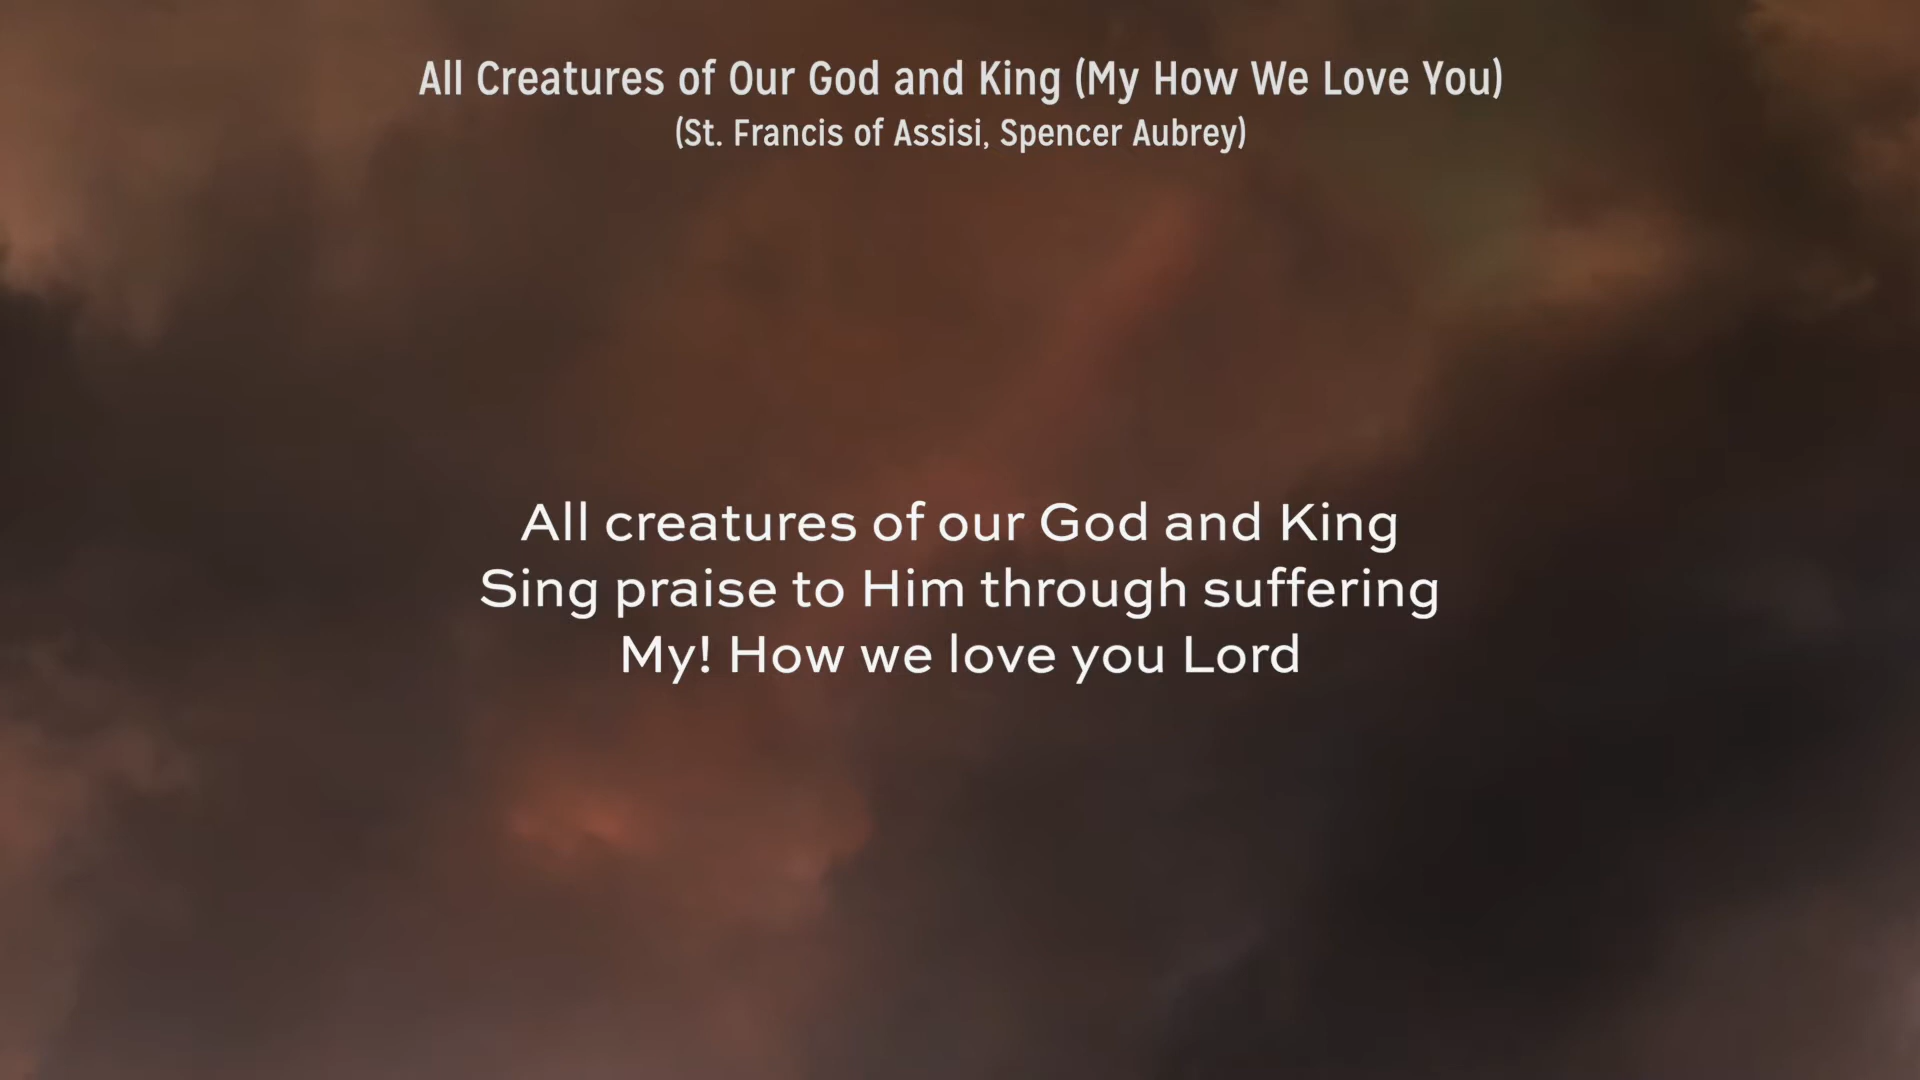 All Creatures of Our God and King (My How We Love You)
(St. Francis of Assisi, Spencer Aubrey)
All creatures of our God and King
Sing praise to Him through suffering
My! How we love you Lord